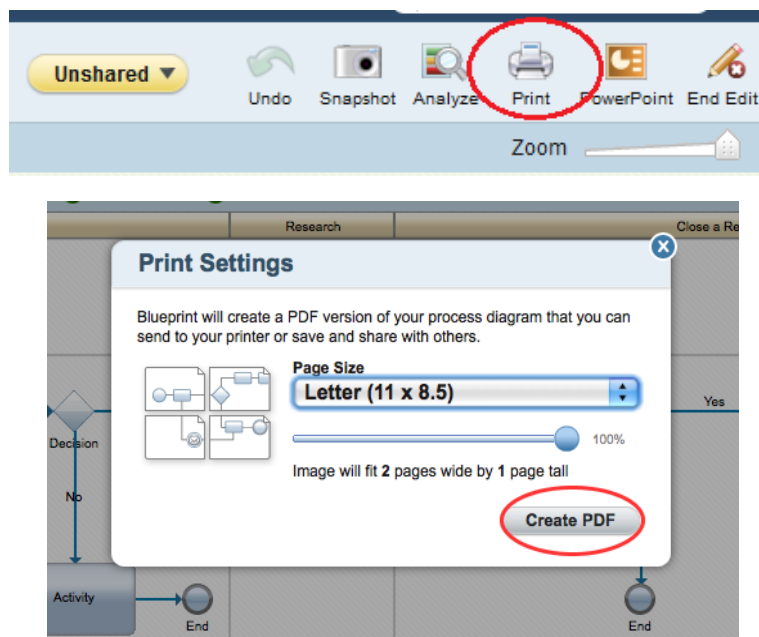 Unshared
Undo Snapshot Analyze Print PowerPoint End Edit
Zoom
Research Close a Re
Print Settings
Blueprint will create a PDF version of your process diagram that you can
send to your printer or save and share with others.
Page Size
Letter (11 x 8.5)
100%
Image will fit 2 pages wide by 1 page tall
Create PDF
Yes
Decision
No
Activity
End
End